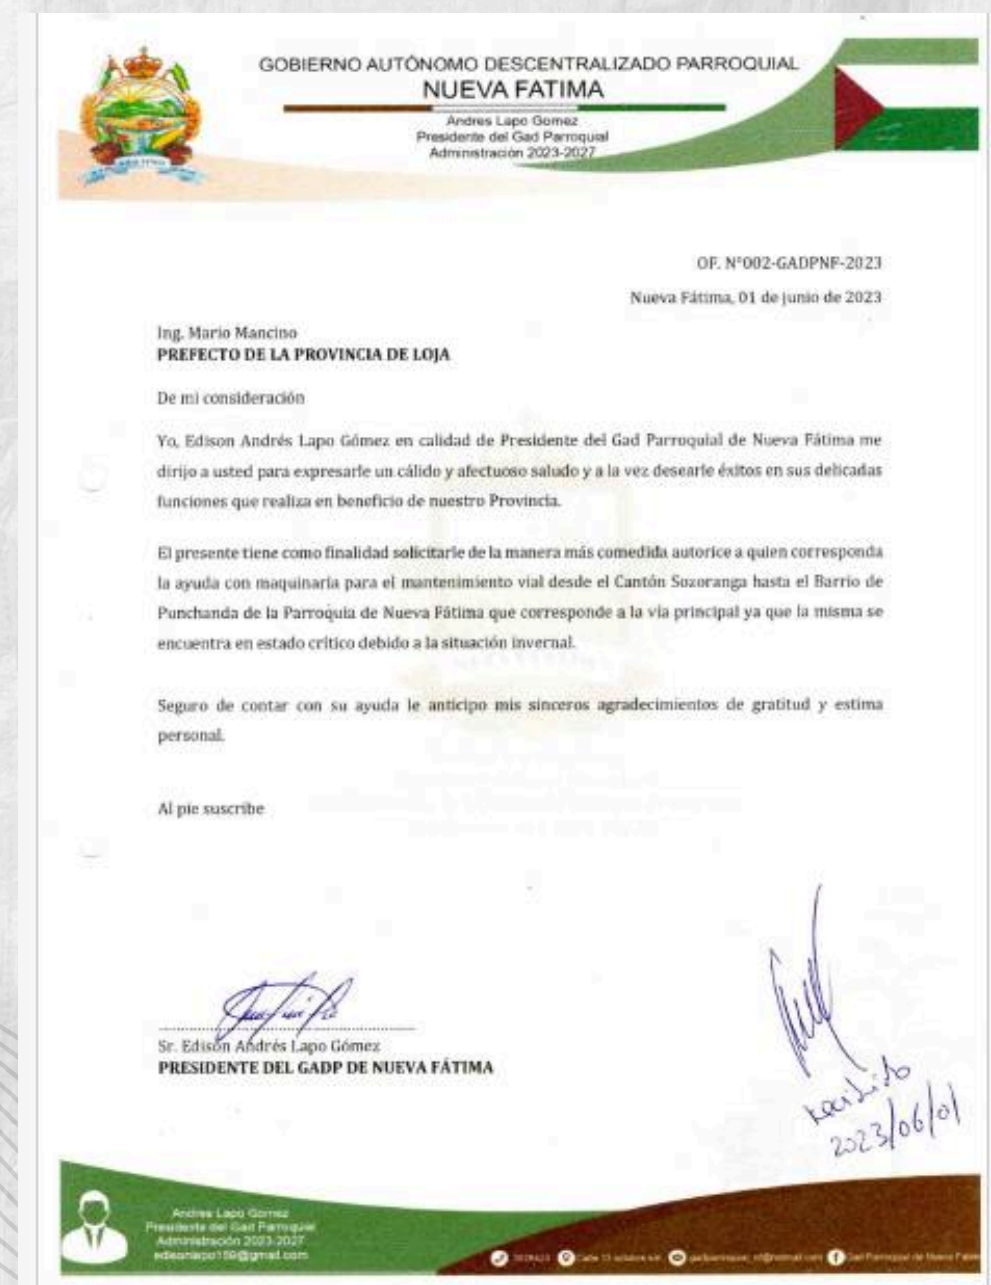 GOBIERNO AUTÓNOMO DESCENTRALIZADO PARROQUIAL
NUEVA FATIMA
Andres Lapo Gomez
Presidente del Gad Parroquial
Administración 2023-2027
OF. N°002-GADPNF-2023
Nueva Fátima, 01 de junio de 2023
Ing. Mario Mancino
PREFECTO DE LA PROVINCIA DE LOJA
De mi consideración
Yo, Edison Andrés Lapo Gómez en calidad de Presidente del Gad Parroquial de Nueva Fátima me
dirijo a usted para expresarle un cálido y afectuoso saludo y a la vez desearle éxitos en sus delicadas
funciones que realiza en beneficio de nuestro Provincia.
El presente tiene como finalidad solicitarle de la manera más comedida autorice a quien corresponda
la ayuda con maquinaria para el mantenimiento vial desde el Cantón Sozoranga hasta el Barrio de
Punchanda de la Parroquia de Nueva Fátima que corresponde a la vía principal ya que la misma se
encuentra en estado crítico debido a la situación invernal.
Seguro de contar con su ayuda le anticipo mis sinceros agradecimientos de gratitud y estima
personal.
Al pie suscribe
Sr. Edison Andrés Lapo Gómez
PRESIDENTE DEL GADP DE NUEVA FÁTIMA
recibido
2023/06/01
Andres Lapo Gomez
Presidente del Gad Parroquial
Administración 2023-2027
edisonlapo159@gmail.com
Gad Parroquial de Nueva Fatima